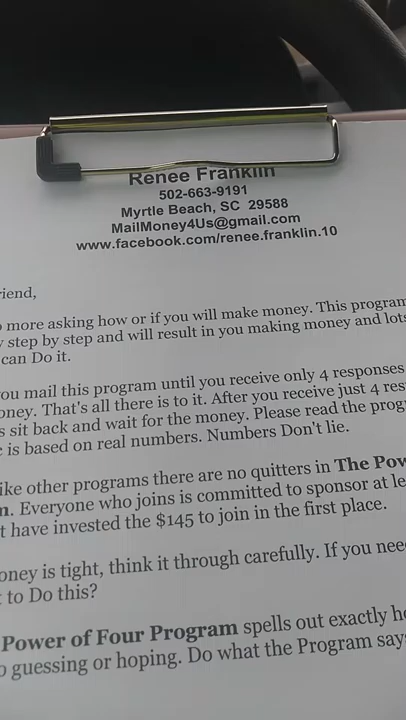 Renee Franklin
502-663-9191
Myrtle Beach, SC 29588
MailMoney4Us@gmail.com
www.facebook.com/renee.franklin.10
riend,
more asking how or if you will make money. This program
step by step and will result in you making money and lots
can Do it.
ou mail this program until you receive only 4 responses
oney. That's all there is to it. After you receive just 4 res
s sit back and wait for the money. Please read the prog
is based on real numbers. Numbers Don't lie.
ike other programs there are no quitters in The Pow
m. Everyone who joins is committed to sponsor at le
t have invested the $145 to join in the first place.
oney is tight, think it through carefully. If you nee
to Do this?
Power of Four Program spells out exactly ho
o guessing or hoping. Do what the Program say